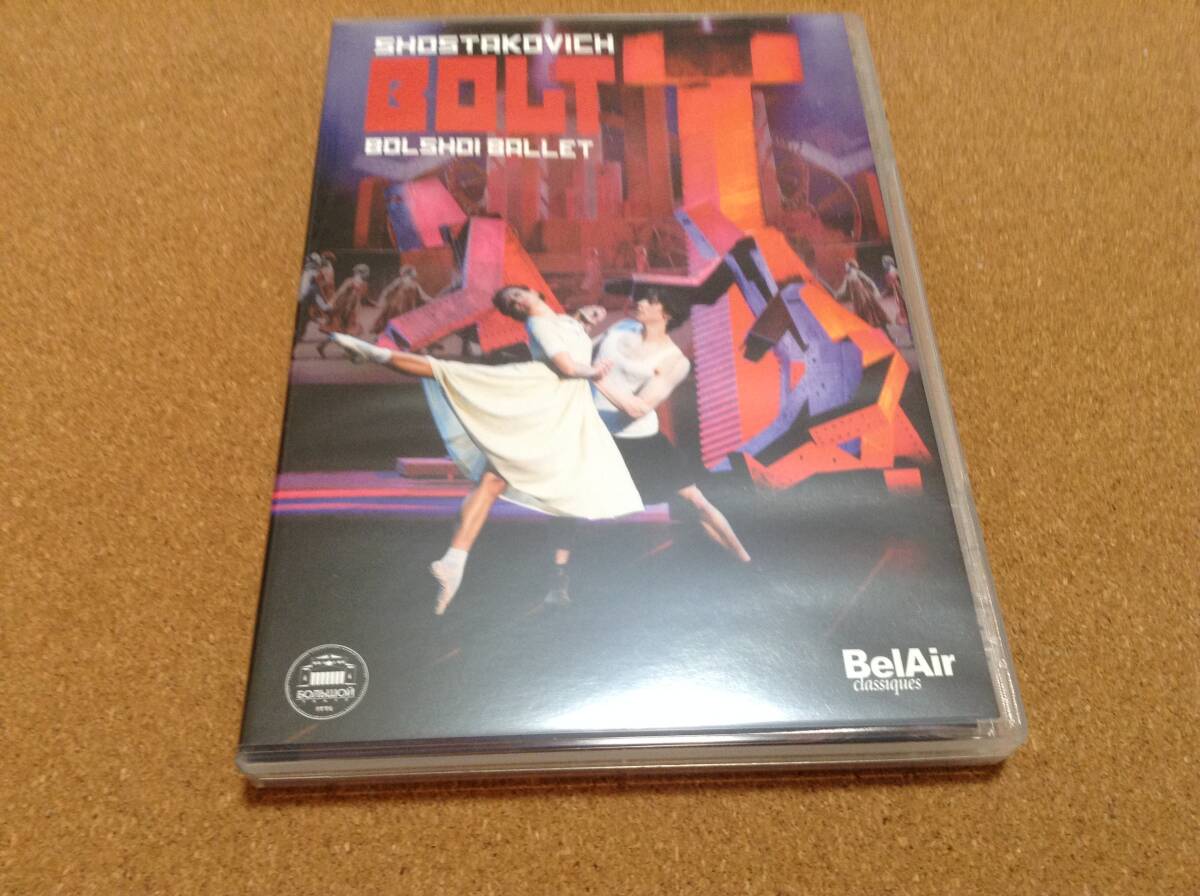 SHOSTAKOVICH
BOLT
BOLSHOI BALLET
БОЛЬШОЙ
BelAir
classiques